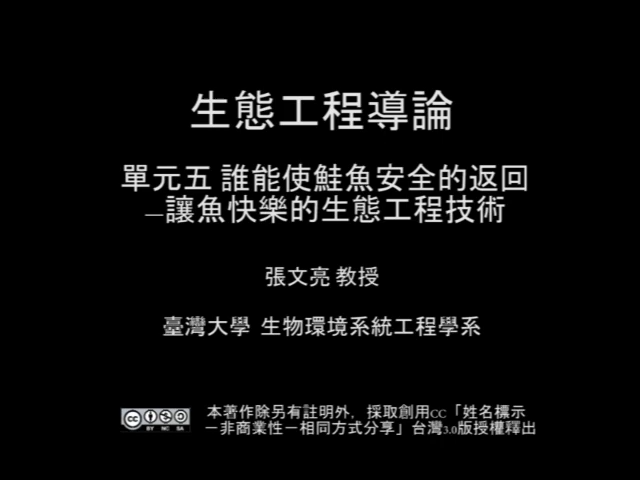 生態工程導論
單元五 誰能使鮭魚安全的返回
—讓魚快樂的生態工程技術
張文亮 教授
臺灣大學 生物環境系統工程學系
本著作除另有註明外，採取創用CC「姓名標示
－非商業性－相同方式分享」台灣3.0版授權釋出
cc BY NC SA